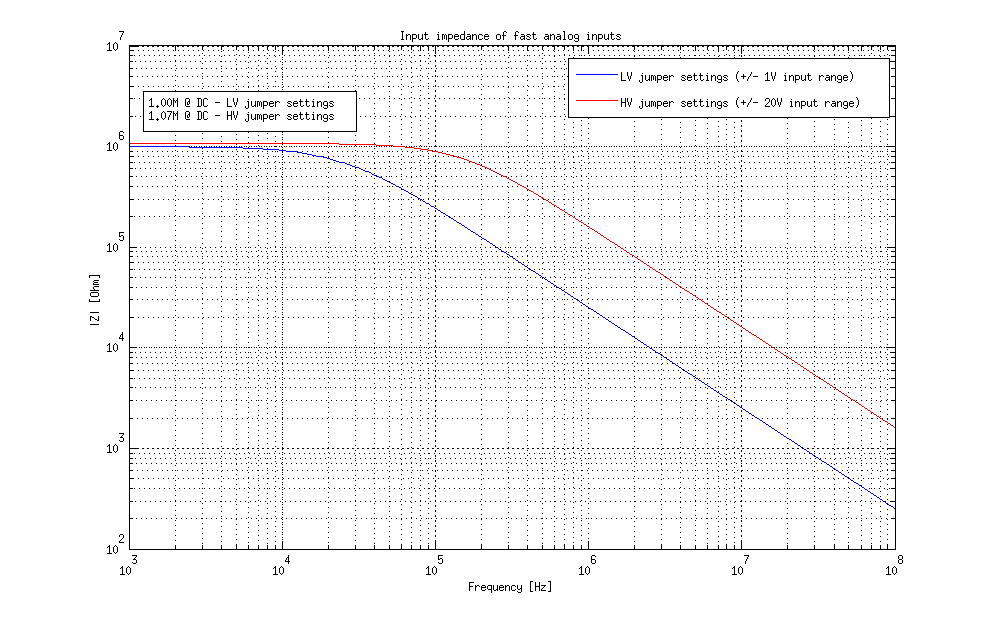 Input impedance of fast analog inputs
LV jumper settings (+/- 1V input range)
HV jumper settings (+/- 20V input range)
1.00M @ DC - LV jumper settings
1.07M @ DC - HV jumper settings
10^7
10^6
10^5
10^4
10^3
10^2
|Z| [Ohm]
10^3 10^4 10^5 10^6 10^7 10^8
Frequency [Hz]